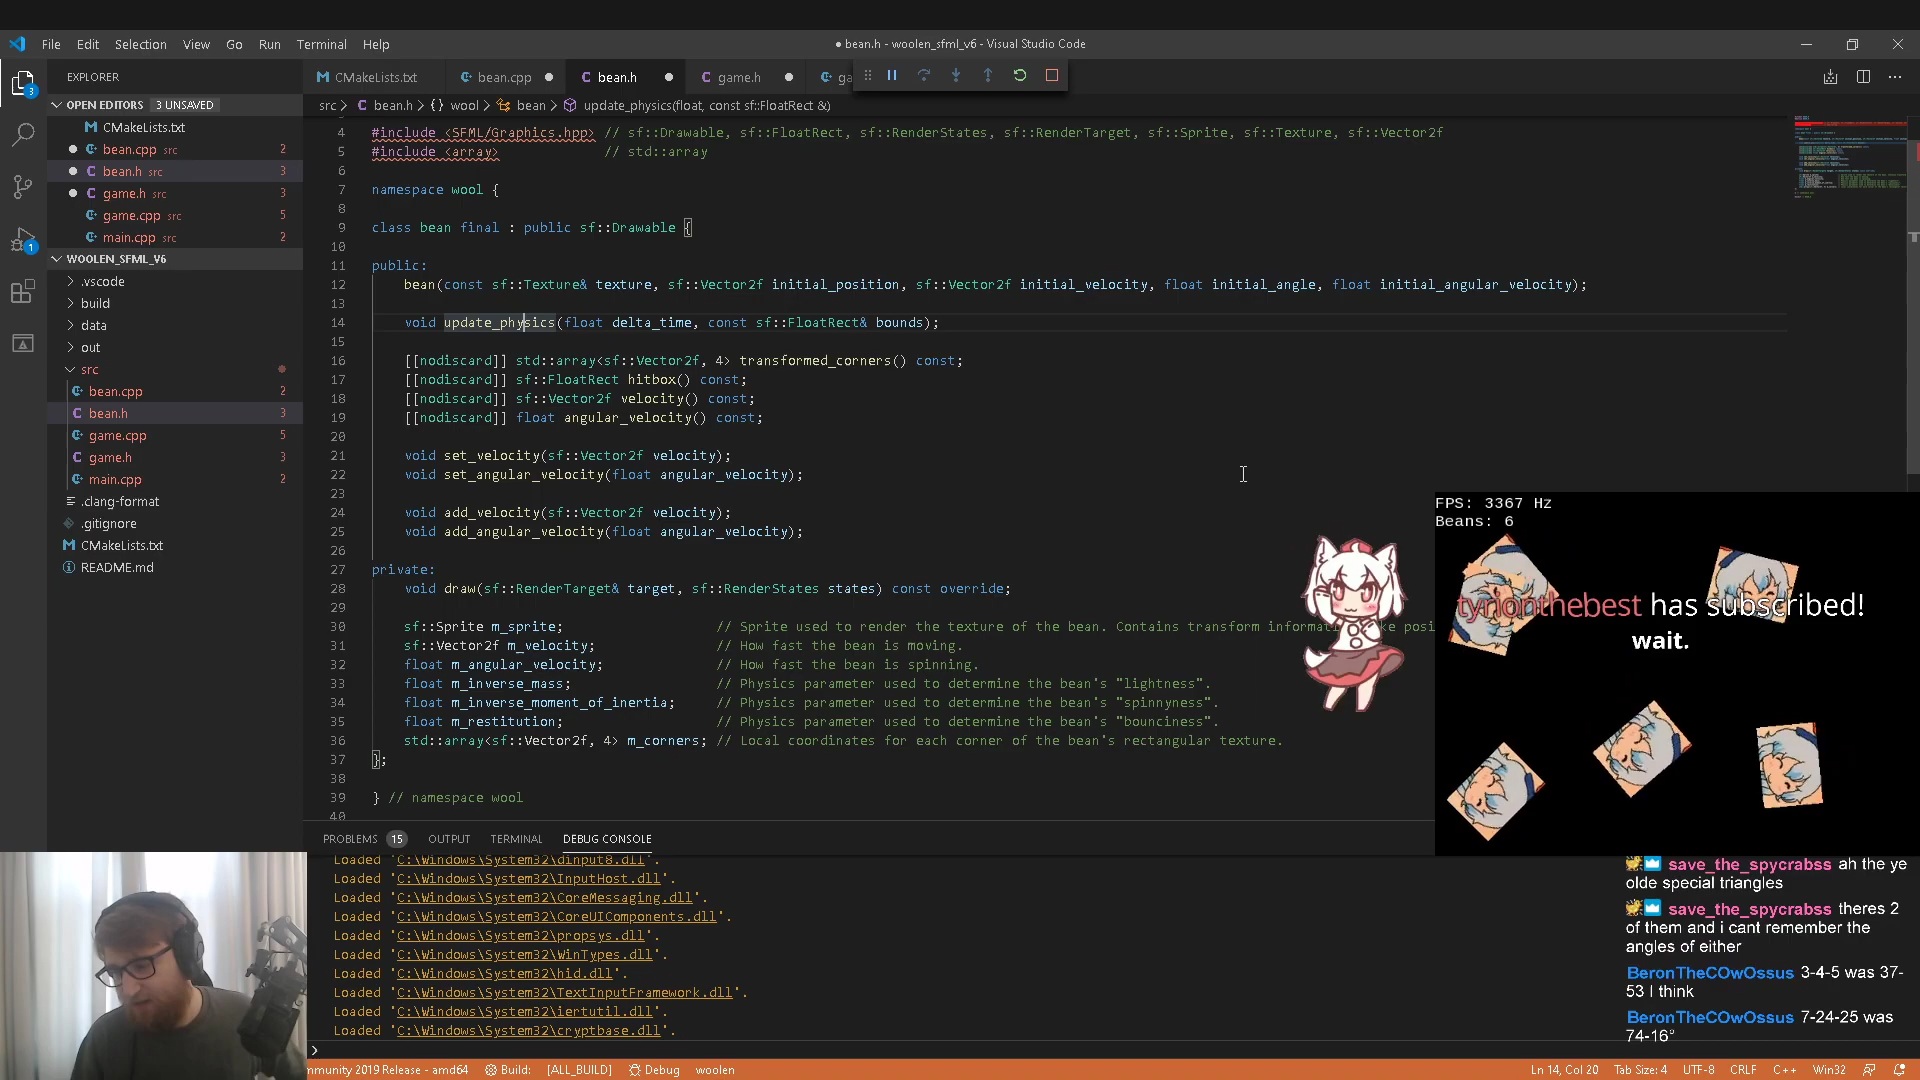 File Edit Selection View Go Run Terminal Help
● bean.h - woolen_sfml_v6 - Visual Studio Code
EXPLORER
CMakeLists.txt bean.cpp bean.h game.h ga
OPEN EDITORS 3 UNSAVED
CMakeLists.txt
bean.cpp src 2
bean.h src 3
game.h src 3
game.cpp src 5
main.cpp src 2
WOOLEN_SFML_V6
.vscode
build
data
out
src
bean.cpp 2
bean.h 3
game.cpp 5
game.h 3
main.cpp 2
.clang-format
.gitignore
CMakeLists.txt
README.md
3
1
src > bean.h > {} wool > bean > update_physics(float, const sf::FloatRect &)
4 #include <SFML/Graphics.hpp> // sf::Drawable, sf::FloatRect, sf::RenderStates, sf::RenderTarget, sf::Sprite, sf::Texture, sf::Vector2f
5 #include <array> // std::array
6
7 namespace wool {
8
9 class bean final : public sf::Drawable {
10
11 public:
12 bean(const sf::Texture& texture, sf::Vector2f initial_position, sf::Vector2f initial_velocity, float initial_angle, float initial_angular_velocity);
13
14 void update_physics(float delta_time, const sf::FloatRect& bounds);
15
16 [[nodiscard]] std::array<sf::Vector2f, 4> transformed_corners() const;
17 [[nodiscard]] sf::FloatRect hitbox() const;
18 [[nodiscard]] sf::Vector2f velocity() const;
19 [[nodiscard]] float angular_velocity() const;
20
21 void set_velocity(sf::Vector2f velocity);
22 void set_angular_velocity(float angular_velocity);
23
24 void add_velocity(sf::Vector2f velocity);
25 void add_angular_velocity(float angular_velocity);
26
27 private:
28 void draw(sf::RenderTarget& target, sf::RenderStates states) const override;
29
30 sf::Sprite m_sprite; // Sprite used to render the texture of the bean. Contains transform
31 sf::Vector2f m_velocity; // How fast the bean is moving.
32 float m_angular_velocity; // How fast the bean is spinning.
33 float m_inverse_mass; // Physics parameter used to determine the bean's "lightness".
34 float m_inverse_moment_of_inertia; // Physics parameter used to determine the bean's "spinnyness".
35 float m_restitution; // Physics parameter used to determine the bean's "bounciness".
36 std::array<sf::Vector2f, 4> m_corners; // Local coordinates for each corner of the bean's rectangular texture.
37 };
38
39 } // namespace wool
40
FPS: 3367 Hz
Beans: 6
tyrionthebest has subscribed!
wait.
PROBLEMS 15 OUTPUT TERMINAL DEBUG CONSOLE
Loaded 'C:\Windows\System32\dinput8.dll'.
Loaded 'C:\Windows\System32\InputHost.dll'.
Loaded 'C:\Windows\System32\CoreMessaging.dll'.
Loaded 'C:\Windows\System32\CoreUIComponents.dll'.
Loaded 'C:\Windows\System32\propsys.dll'.
Loaded 'C:\Windows\System32\WinTypes.dll'.
Loaded 'C:\Windows\System32\hid.dll'.
Loaded 'C:\Windows\System32\TextInputFramework.dll'.
Loaded 'C:\Windows\System32\iertutil.dll'.
Loaded 'C:\Windows\System32\cryptbase.dll'.
save_the_spycrabss ah the ye
olde special triangles
save_the_spycrabss theres 2
of them and i cant remember the
angles of either
BeronTheCOwOssus 3-4-5 was 37-
53 I think
BeronTheCOwOssus 7-24-25 was
74-16°
mmunity 2019 Release - amd64 Build: [ALL_BUILD] Debug woolen
Ln 14, Col 20 Tab Size: 4 UTF-8 CRLF C++ Win32